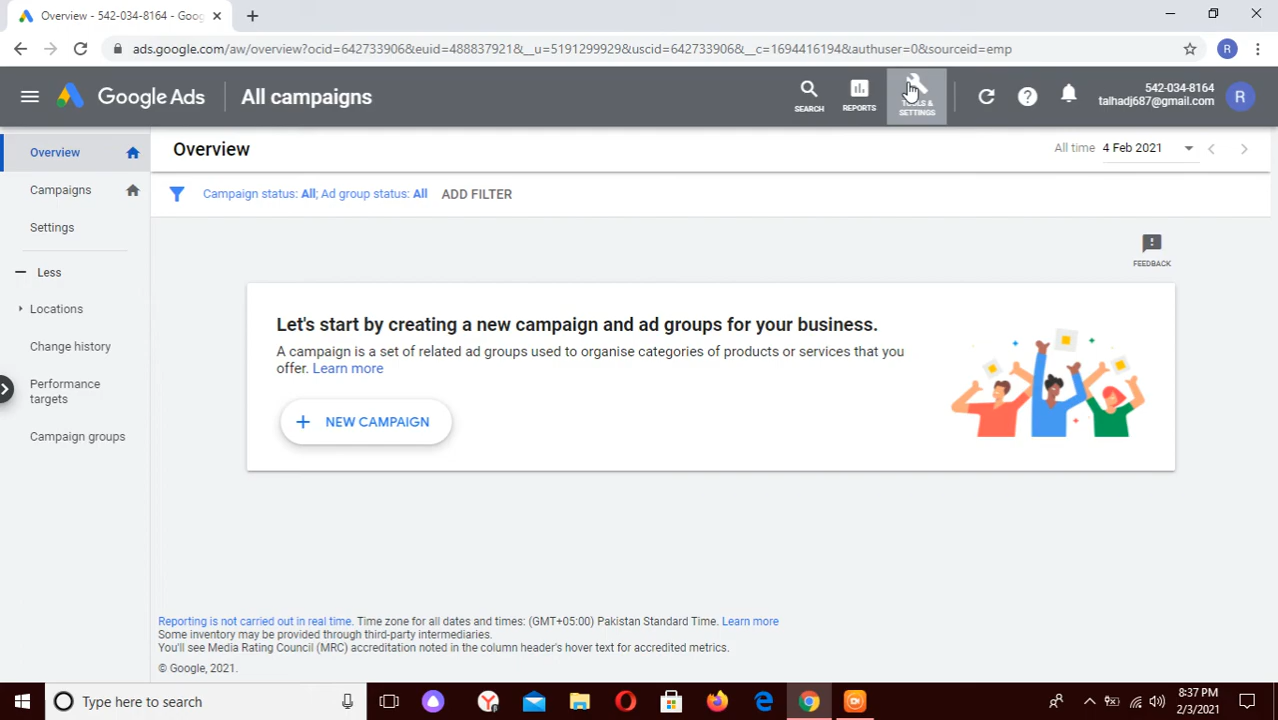 Overview - 542-034-8164 - Goog
ads.google.com/aw/overview?ocid=642733906&euid=488837921&__u=5191299929&uscid=642733906&__c=1694416194&authuser=0&sourceid=emp
R
Google Ads
All campaigns
SEARCH
REPORTS
TOOLS & SETTINGS
542-034-8164
talhadj687@gmail.com
R
Overview
Campaigns
Settings
Less
Locations
Change history
Performance
targets
Campaign groups
Overview
All time 4 Feb 2021
Campaign status: All; Ad group status: All ADD FILTER
FEEDBACK
Let's start by creating a new campaign and ad groups for your business.
A campaign is a set of related ad groups used to organise categories of products or services that you
offer. Learn more
NEW CAMPAIGN
Reporting is not carried out in real time. Time zone for all dates and times: (GMT+05:00) Pakistan Standard Time. Learn more
Some inventory may be provided through third-party intermediaries.
You'll see Media Rating Council (MRC) accreditation noted in the column header's hover text for accredited metrics.
© Google, 2021.
Type here to search
8:37 PM
2/3/2021